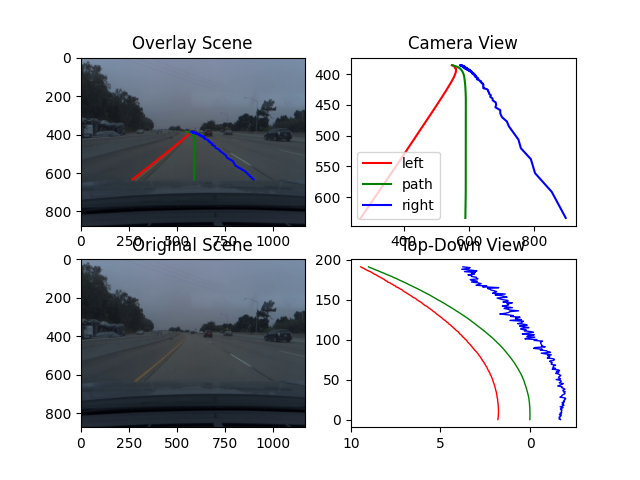 Overlay Scene
0
200
400
600
800
0 250 500 750 1000
Camera View
400
450
500
550
600
400 600 800
left
path
right
Original Scene
0
200
400
600
800
0 250 500 750 1000
Top-Down View
200
150
100
50
0
10 5 0